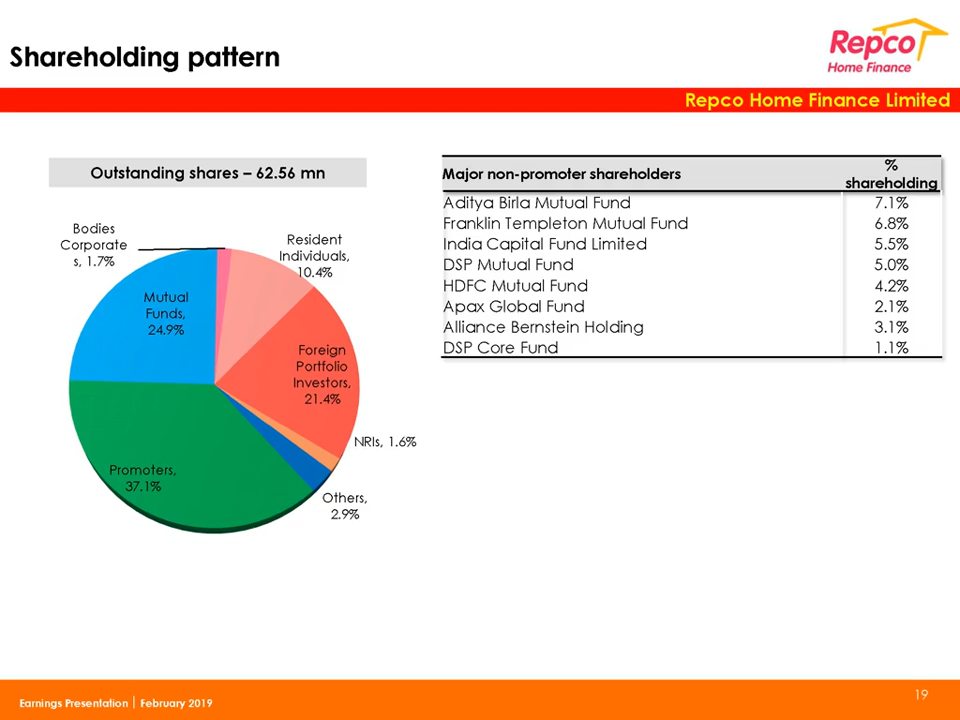 Shareholding pattern
Repco
Home Finance
Repco Home Finance Limited
Outstanding shares – 62.56 mn
Bodies
Corporate
s, 1.7%
Resident
Individuals,
10.4%
Mutual
Funds,
24.9%
Foreign
Portfolio
Investors,
21.4%
NRIs, 1.6%
Promoters,
37.1%
Others,
2.9%
Major non-promoter shareholders
%
shareholding
Aditya Birla Mutual Fund 7.1%
Franklin Templeton Mutual Fund 6.8%
India Capital Fund Limited 5.5%
DSP Mutual Fund 5.0%
HDFC Mutual Fund 4.2%
Apax Global Fund 2.1%
Alliance Bernstein Holding 3.1%
DSP Core Fund 1.1%
Earnings Presentation | February 2019
19